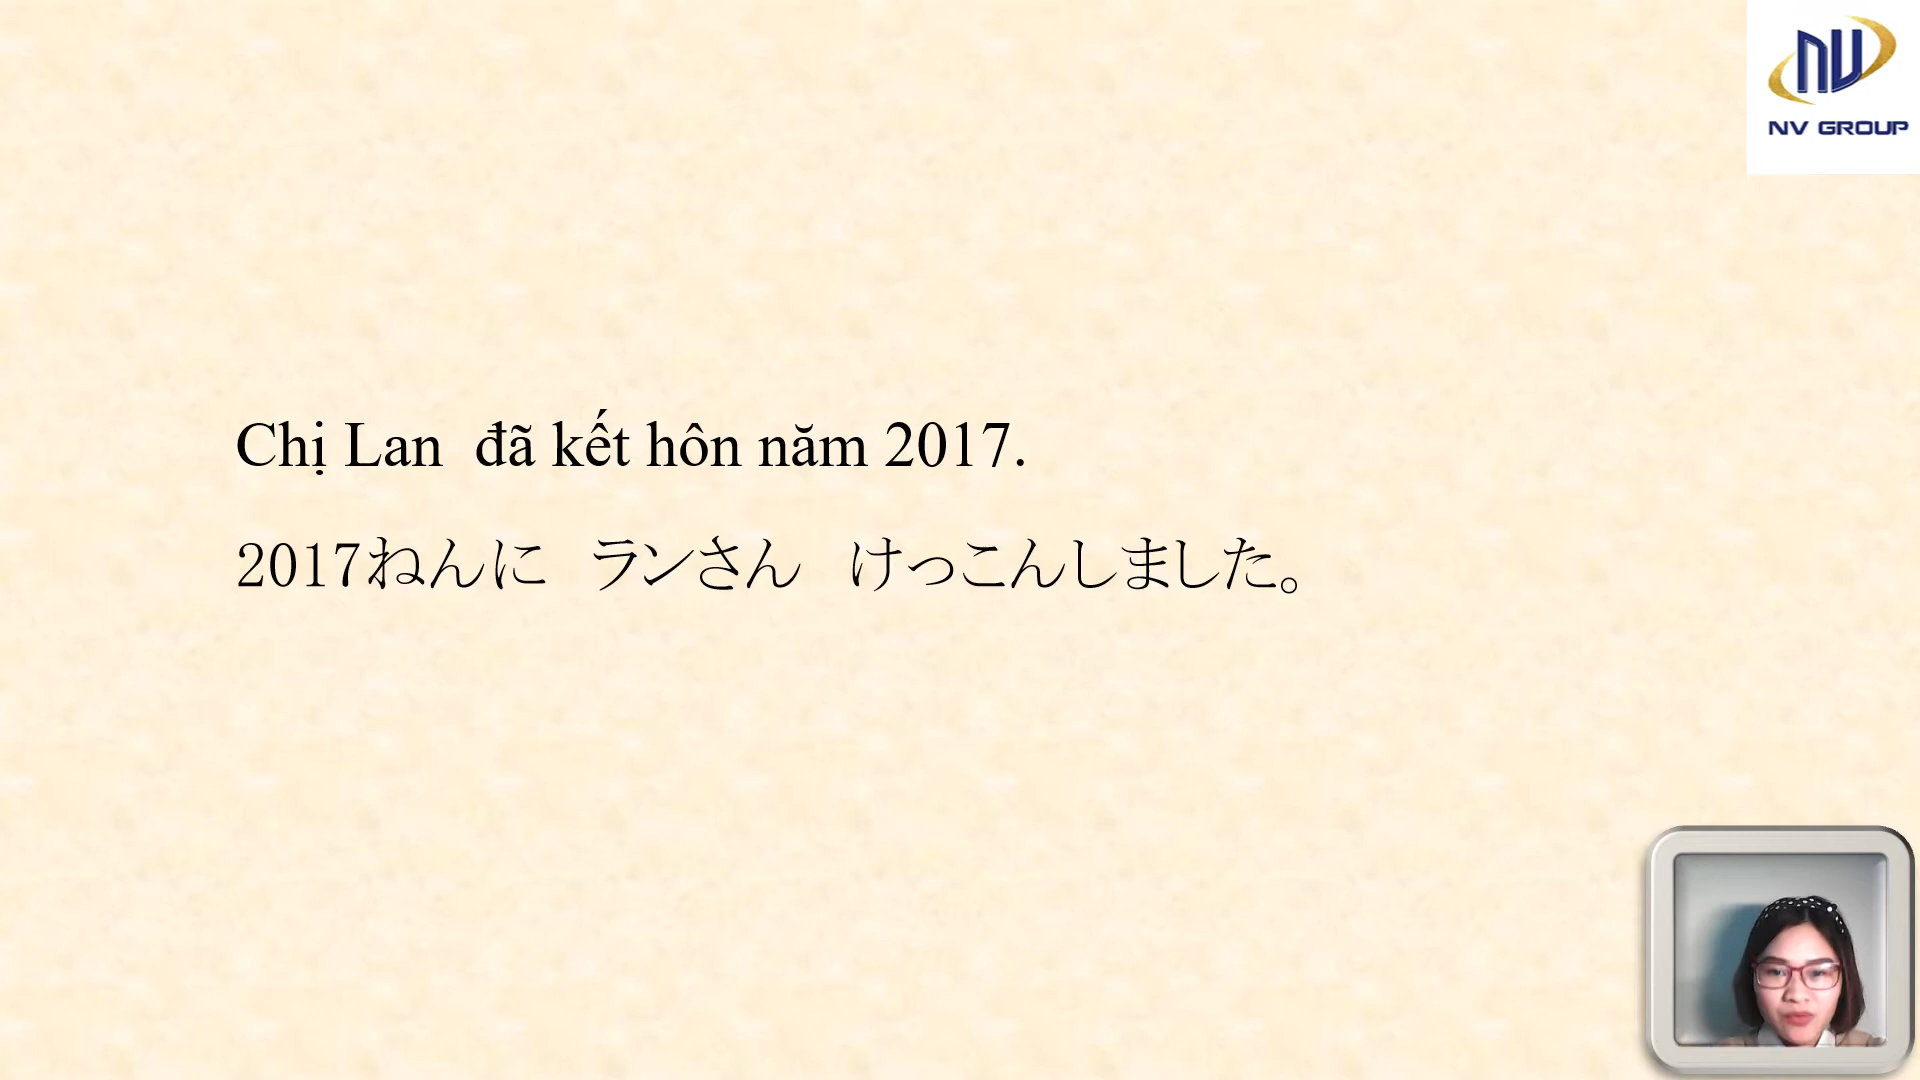 NV
NV GROUP
Chị Lan  đã kết hôn năm 2017.
2017ねんに　ランさん　けっこんしました。